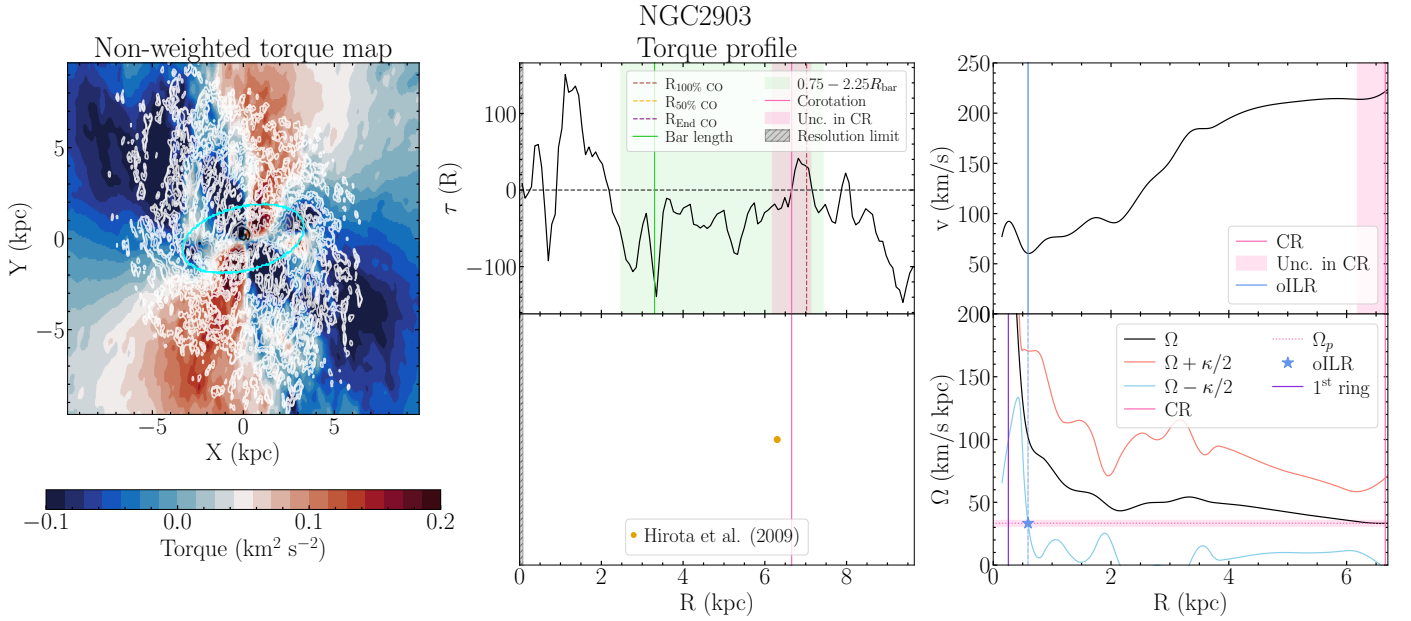 NGC2903
Non-weighted torque map
Torque profile
Y (kpc)
5
0
−5
−5
0
5
X (kpc)
−0.1
0.0
0.1
0.2
Torque (km² s⁻²)
τ (R)
100
0
−100
R100% CO
R50% CO
REnd CO
Bar length
0.75 − 2.25Rbar
Corotation
Unc. in CR
Resolution limit
Hirota et al. (2009)
0
2
4
6
8
R (kpc)
v (km/s)
250
200
150
100
50
0
CR
Unc. in CR
oILR
Ω (km/s kpc)
200
150
100
50
0
Ω
Ω + κ/2
Ω − κ/2
CR
Ωp
oILR
1st ring
0
2
4
6
R (kpc)